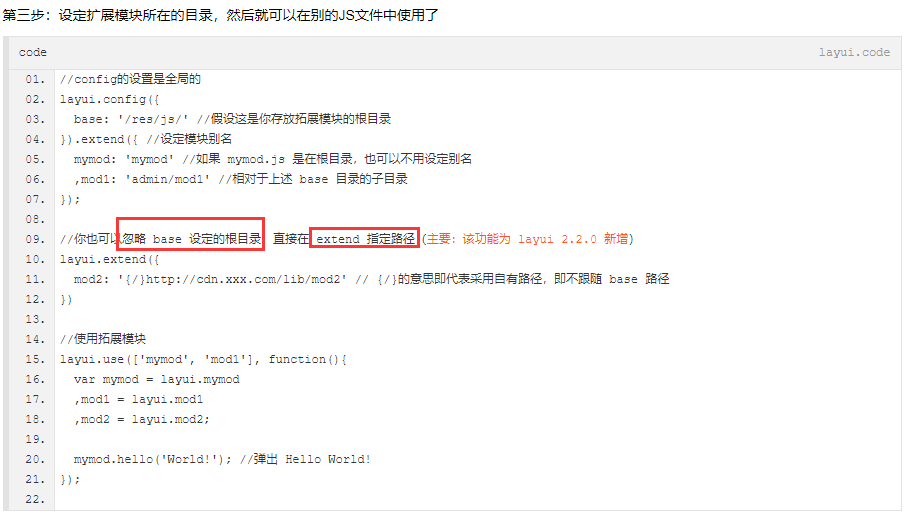 第三步：设定扩展模块所在的目录，然后就可以在别的JS文件中使用了
code layui.code
01. //config的设置是全局的
02. layui.config({
03.   base: '/res/js/' //假设这是你存放拓展模块的根目录
04. }).extend({ //设定模块别名
05.   mymod: 'mymod' //如果 mymod.js 是在根目录，也可以不用设定别名
06.   ,mod1: 'admin/mod1' //相对于上述 base 目录的子目录
07. });
08.
09. //你也可以忽略 base 设定的根目录 直接在 extend 指定路径(主要：该功能为 layui 2.2.0 新增)
10. layui.extend({
11.   mod2: '{/}http://cdn.xxx.com/lib/mod2' // {/}的意思即代表采用自有路径，即不跟随 base 路径
12. })
13.
14. //使用拓展模块
15. layui.use(['mymod', 'mod1'], function(){
16.   var mymod = layui.mymod
17.   ,mod1 = layui.mod1
18.   ,mod2 = layui.mod2;
19.
20.   mymod.hello('World!'); //弹出 Hello World!
21. });
22.